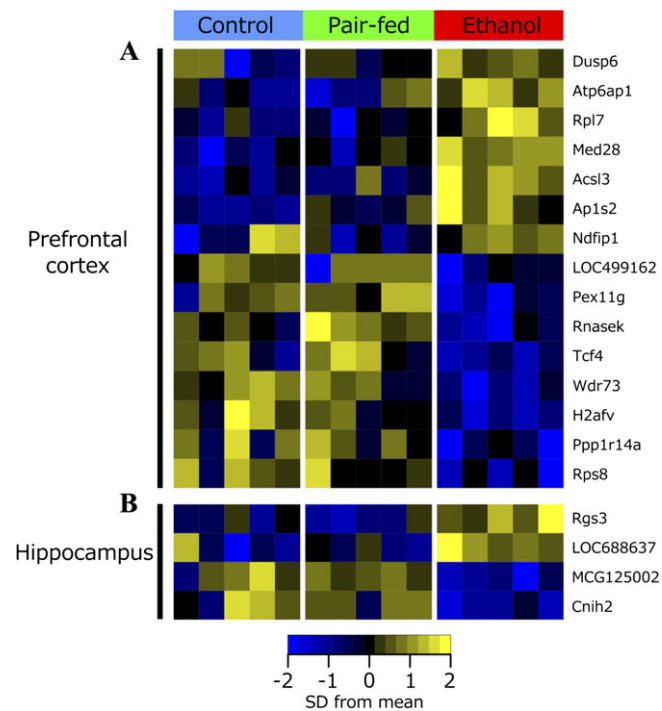 Control Pair-fed Ethanol
A
Dusp6
Atp6ap1
Rpl7
Med28
Acsl3
Ap1s2
Ndfip1
Prefrontal
cortex
LOC499162
Pex11g
Rnasek
Tcf4
Wdr73
H2afv
Ppp1r14a
Rps8
B
Hippocampus
Rgs3
LOC688637
MCG125002
Cnih2
-2 -1 0 1 2
SD from mean